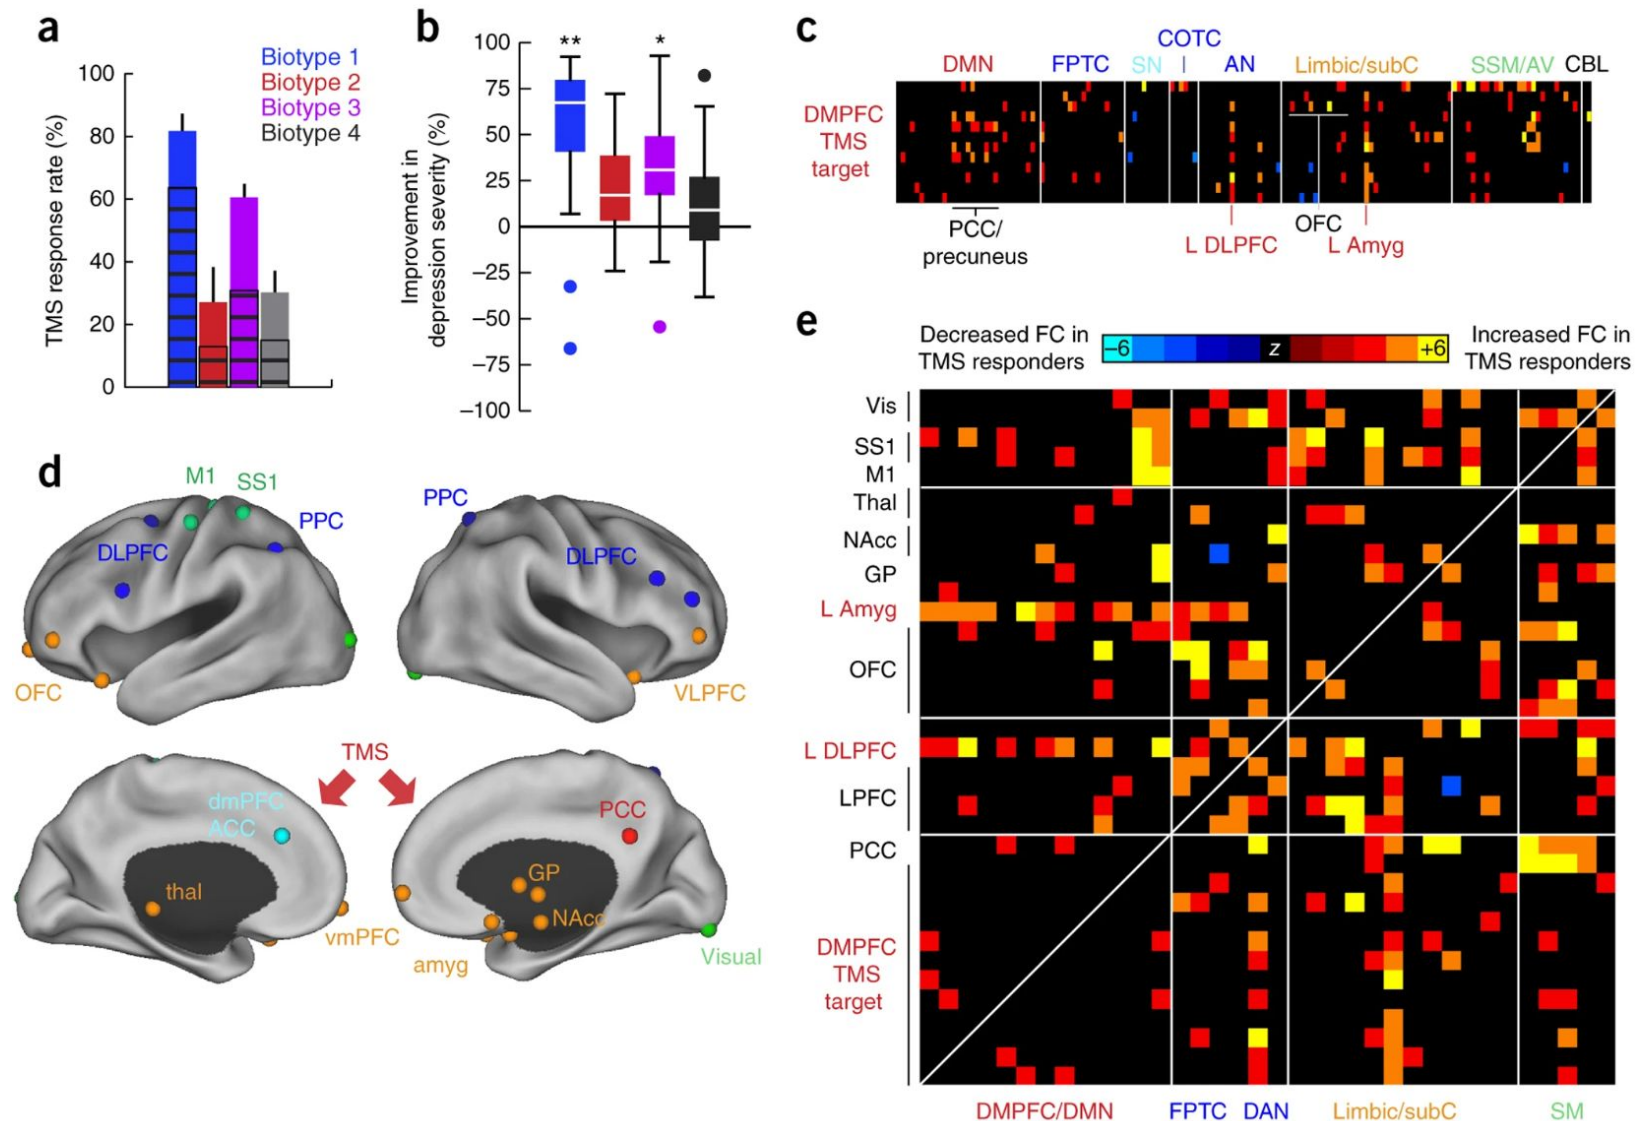 a
TMS response rate (%)
100
80
60
40
20
0
Biotype 1
Biotype 2
Biotype 3
Biotype 4
b
Improvement in
depression severity (%)
100
75
50
25
0
−25
−50
−75
−100
**
*
c
COTC
DMN
FPTC
SN
I
AN
Limbic/subC
SSM/AV
CBL
DMPFC
TMS
target
PCC/
precuneus
L DLPFC
OFC
L Amyg
d
M1
SS1
PPC
DLPFC
OFC
PPC
DLPFC
VLPFC
TMS
dmPFC
ACC
thal
vmPFC
PCC
GP
NAcc
amyg
Visual
e
Decreased FC in
TMS responders
−6
z
+6
Increased FC in
TMS responders
Vis
SS1
M1
Thal
NAcc
GP
L Amyg
OFC
L DLPFC
LPFC
PCC
DMPFC
TMS
target
DMPFC/DMN
FPTC
DAN
Limbic/subC
SM